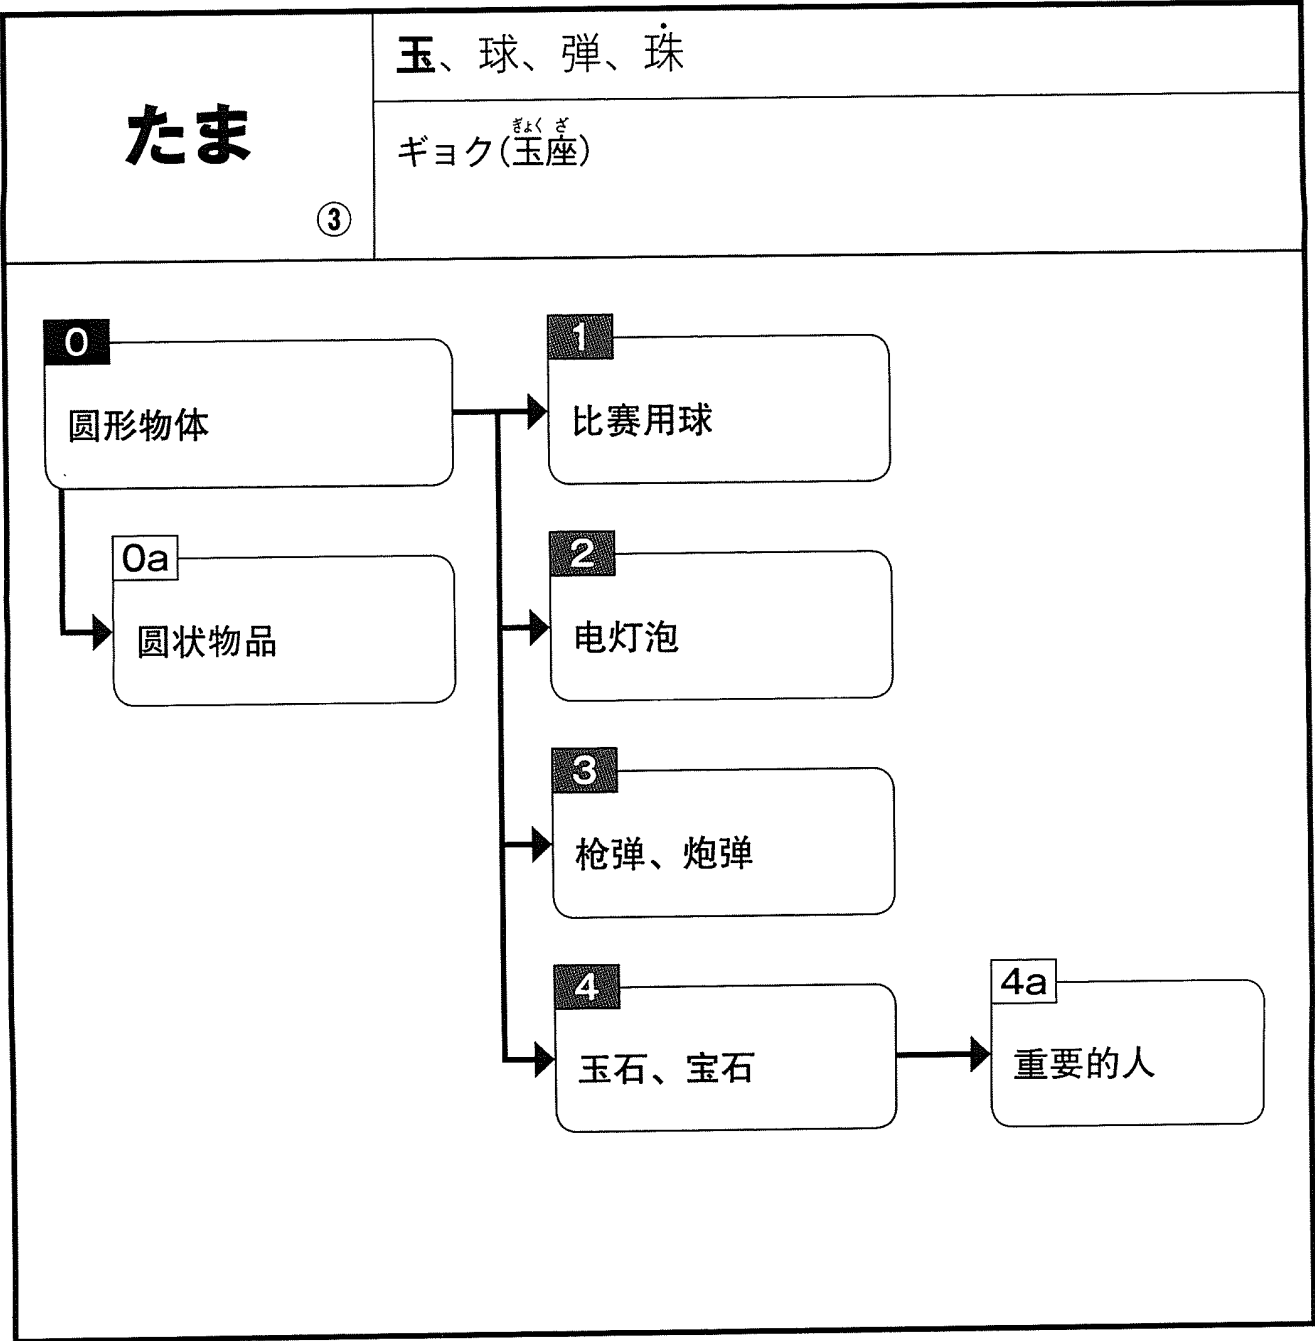 たま
③
玉、球、弾、珠
ギョク(玉座)
ぎょく ざ
0
圆形物体
1
比赛用球
0a
圆状物品
2
电灯泡
3
枪弹、炮弹
4
玉石、宝石
4a
重要的人